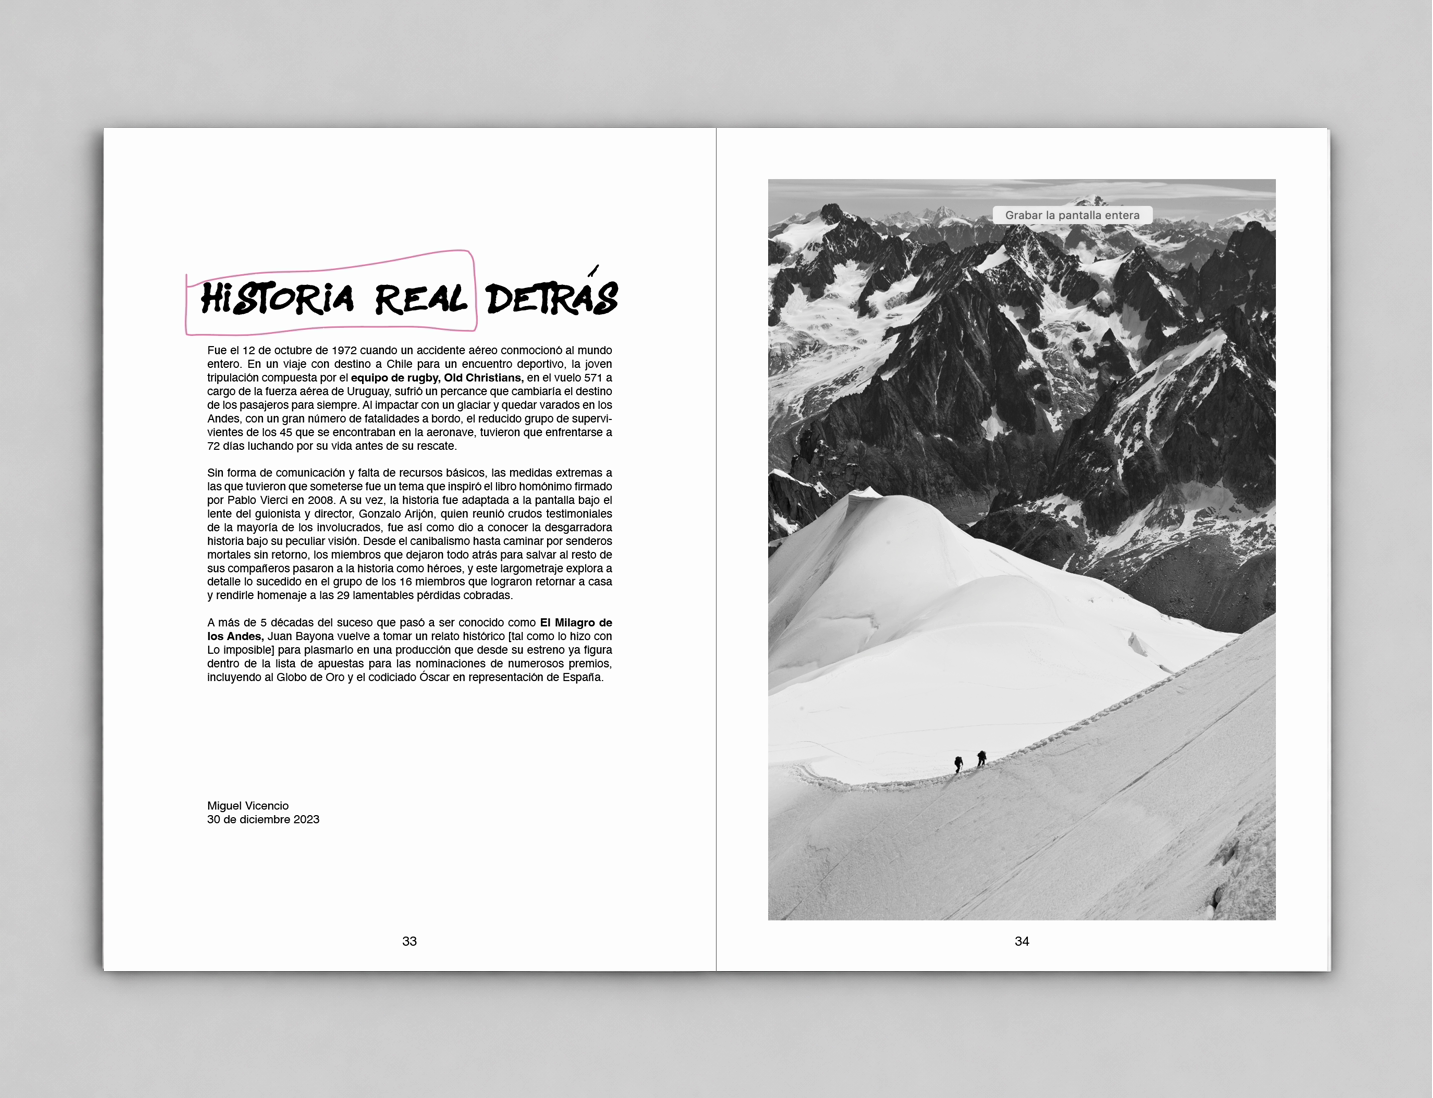 HISTORIA REAL DETRÁS
Fue el 12 de octubre de 1972 cuando un accidente aéreo conmocionó al mundo
entero. En un viaje con destino a Chile para un encuentro deportivo, la joven
tripulación compuesta por el equipo de rugby, Old Christians, en el vuelo 571 a
cargo de la fuerza aérea de Uruguay, sufrió un percance que cambiaría el destino
de los pasajeros para siempre. Al impactar con un glaciar y quedar varados en los
Andes, con un gran número de fatalidades a bordo, el reducido grupo de supervi-
vientes de los 45 que se encontraban en la aeronave, tuvieron que enfrentarse a
72 días luchando por su vida antes de su rescate.
Sin forma de comunicación y falta de recursos básicos, las medidas extremas a
las que tuvieron que someterse fue un tema que inspiró el libro homónimo firmado
por Pablo Vierci en 2008. A su vez, la historia fue adaptada a la pantalla bajo el
lente del guionista y director, Gonzalo Arijón, quien reunió crudos testimoniales
de la mayoría de los involucrados, fue así como dio a conocer la desgarradora
historia bajo su peculiar visión. Desde el canibalismo hasta caminar por senderos
mortales sin retorno, los miembros que dejaron todo atrás para salvar al resto de
sus compañeros pasaron a la historia como héroes, y este largometraje explora a
detalle lo sucedido en el grupo de los 16 miembros que lograron retornar a casa
y rendirle homenaje a las 29 lamentables pérdidas cobradas.
A más de 5 décadas del suceso que pasó a ser conocido como El Milagro de
los Andes, Juan Bayona vuelve a tomar un relato histórico [tal como lo hizo con
Lo imposible] para plasmarlo en una producción que desde su estreno ya figura
dentro de la lista de apuestas para las nominaciones de numerosos premios,
incluyendo al Globo de Oro y el codiciado Óscar en representación de España.
Miguel Vicencio
30 de diciembre 2023
33
Grabar la pantalla entera
34